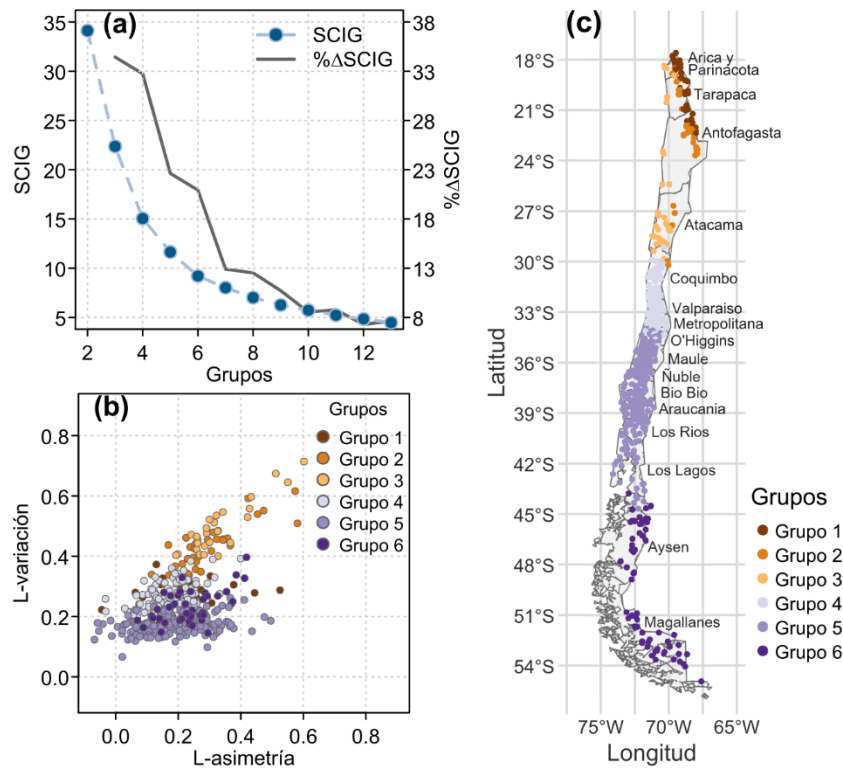 (a)
SCIG
%ΔSCIG
35
30
25
20
15
10
5
SCIG
38
33
28
23
18
13
8
%ΔSCIG
2 4 6 8 10 12
Grupos
(b)
Grupos
Grupo 1
Grupo 2
Grupo 3
Grupo 4
Grupo 5
Grupo 6
0.8
0.6
0.4
0.2
0.0
L-variación
0.0 0.2 0.4 0.6 0.8
L-asimetría
(c)
18°S
21°S
24°S
27°S
30°S
33°S
36°S
39°S
42°S
45°S
48°S
51°S
54°S
Latitud
Arica y
Parinacota
Tarapaca
Antofagasta
Atacama
Coquimbo
Valparaiso
Metropolitana
O'Higgins
Maule
Ñuble
Bio Bio
Araucania
Los Rios
Los Lagos
Aysen
Magallanes
75°W 70°W 65°W
Longitud
Grupos
Grupo 1
Grupo 2
Grupo 3
Grupo 4
Grupo 5
Grupo 6